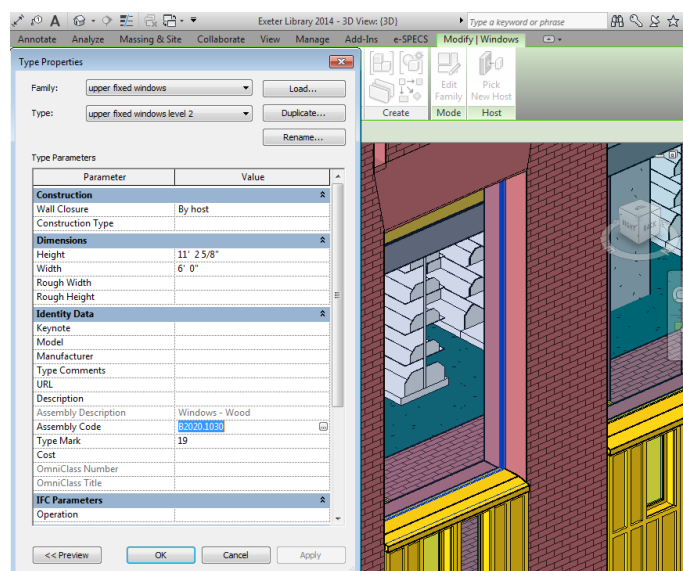 Exeter Library 2014 - 3D View: {3D}
Type a keyword or phrase
Annotate Analyze Massing & Site Collaborate View Manage Add-Ins e-SPECS Modify | Windows
Type Properties
Family: upper fixed windows Load...
Type: upper fixed windows level 2 Duplicate...
Rename...
Type Parameters
Parameter Value
Construction
Wall Closure By host
Construction Type
Dimensions
Height 11' 2 5/8"
Width 6' 0"
Rough Width
Rough Height
Identity Data
Keynote
Model
Manufacturer
Type Comments
URL
Description
Assembly Description Windows - Wood
Assembly Code B2020.1030
Type Mark 19
Cost
OmniClass Number
OmniClass Title
IFC Parameters
Operation
<< Preview OK Cancel Apply
Edit Family
Pick New Host
Create Mode Host
BACK